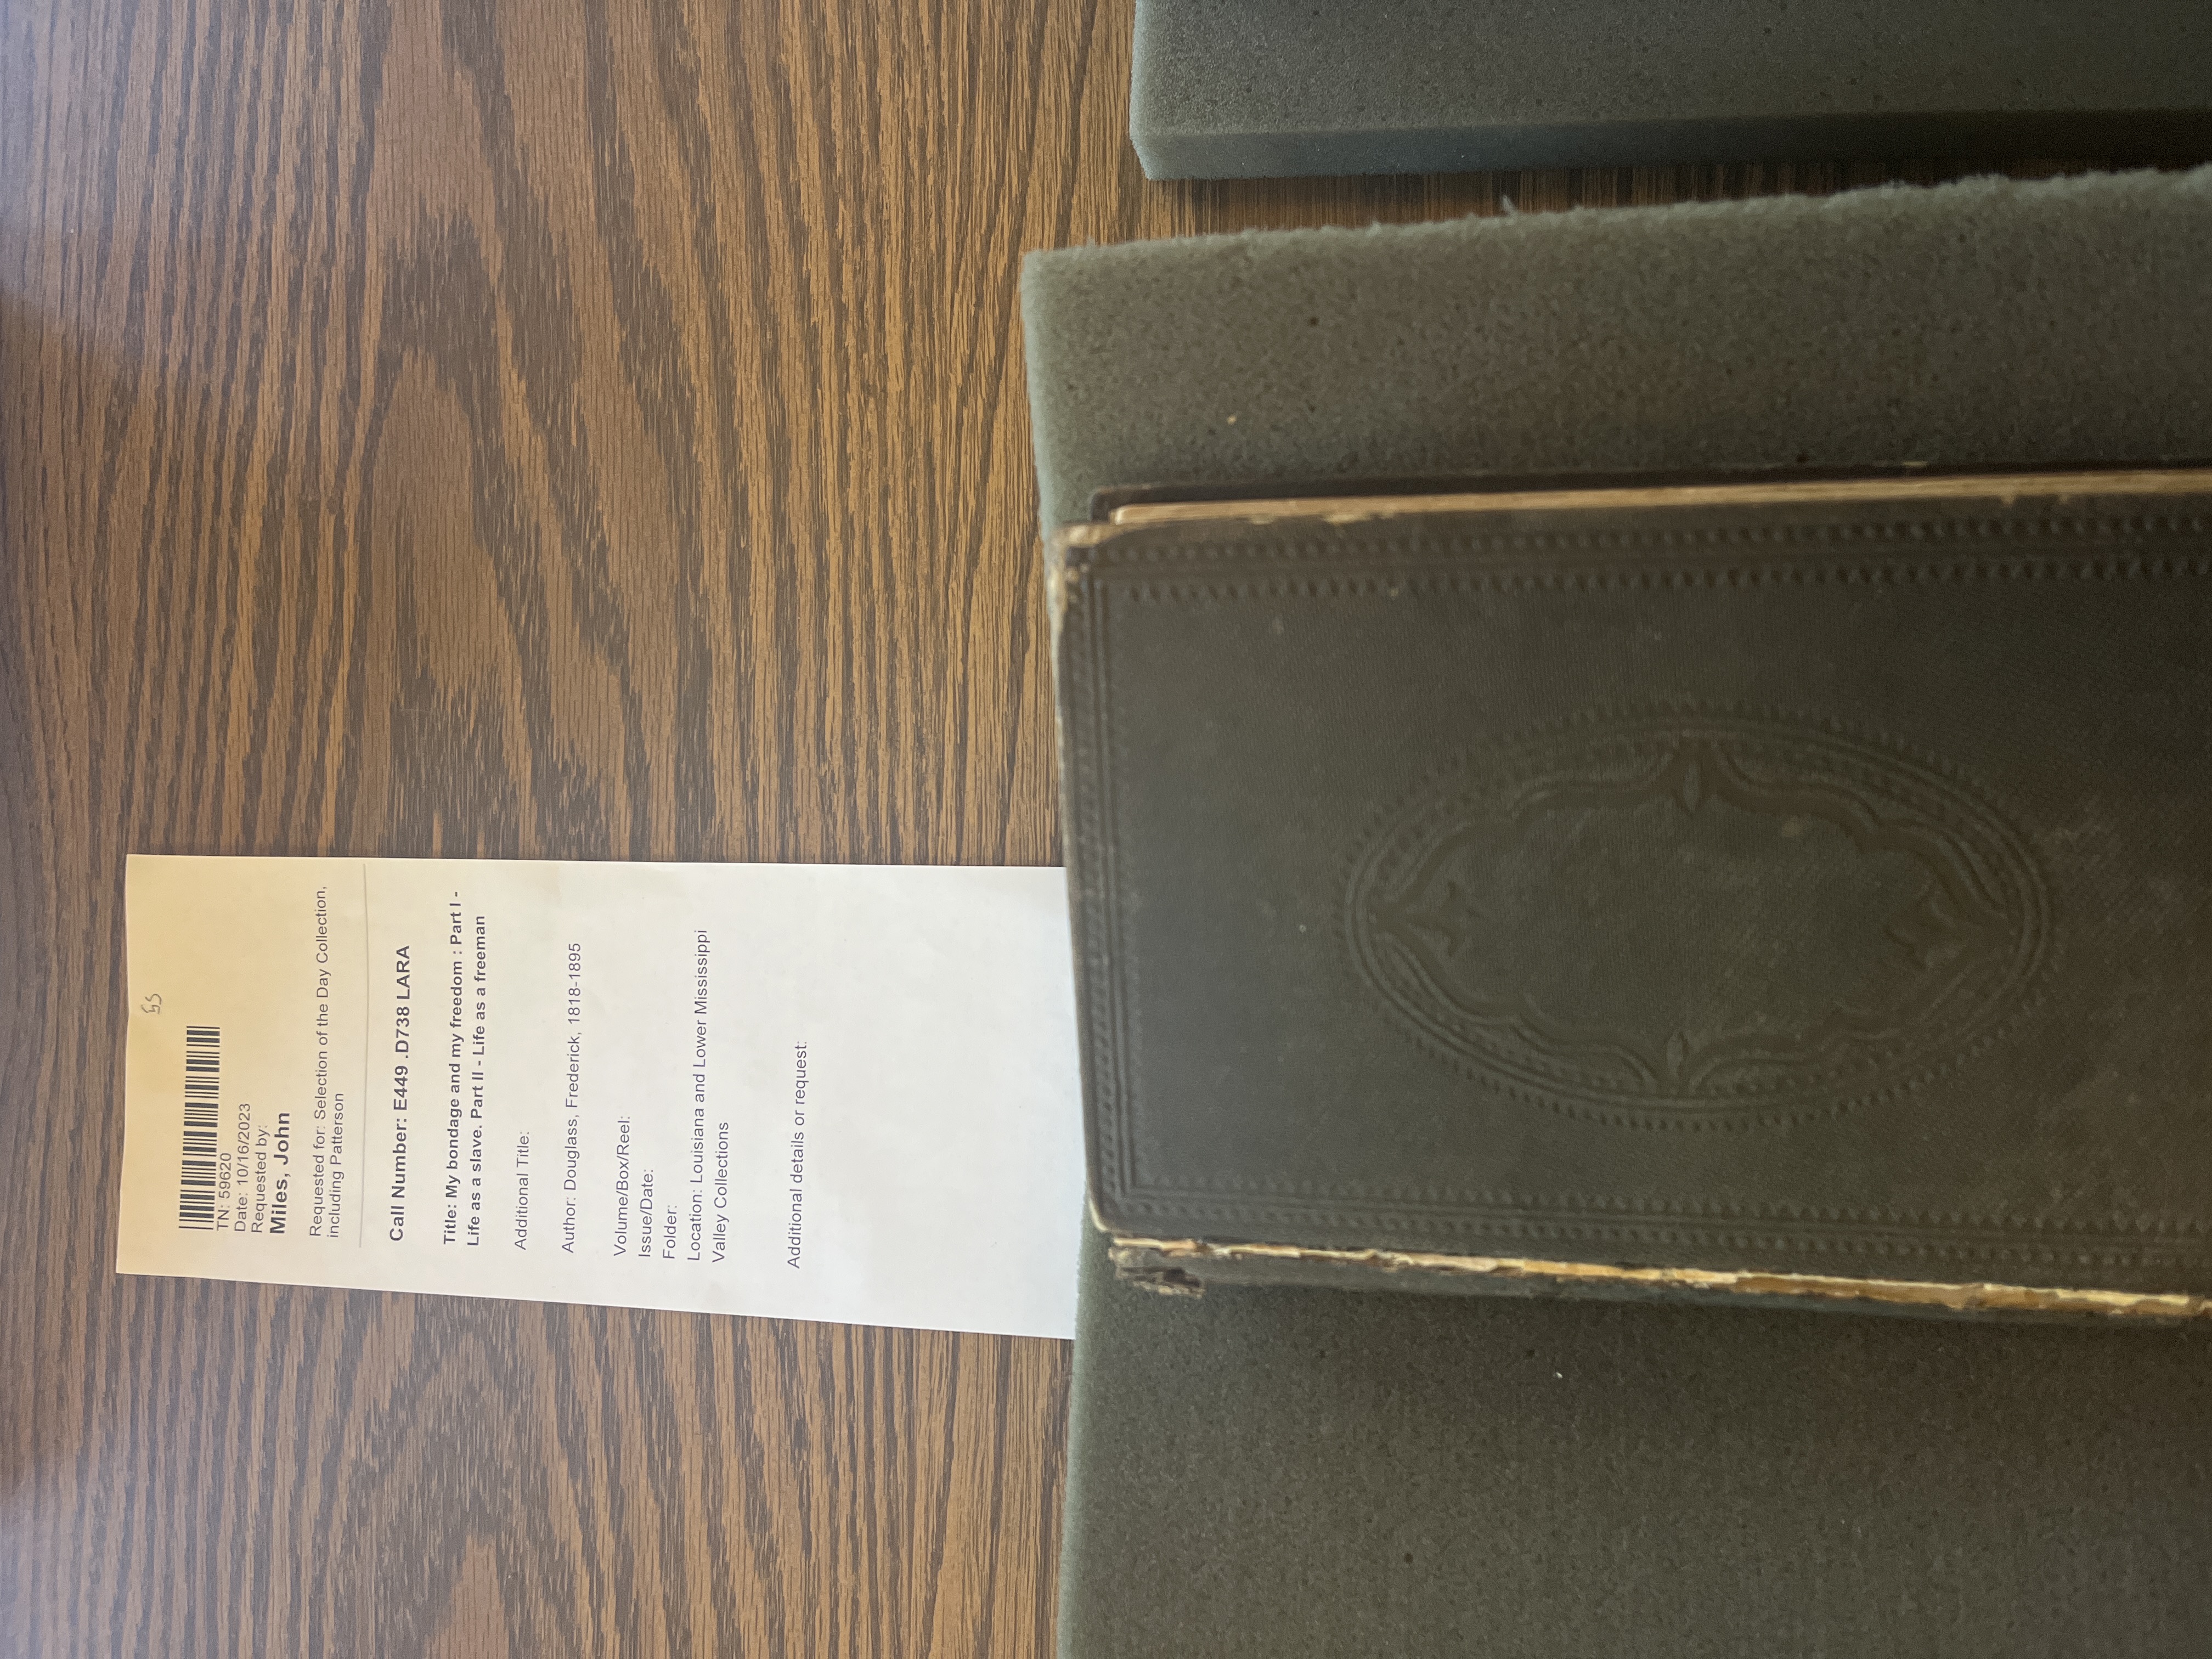 55
TN: 59620
Date: 10/16/2023
Requested by:
Miles, John
Requested for: Selection of the Day Collection,
including Patterson
Call Number: E449 .D738 LARA
Title: My bondage and my freedom : Part I -
Life as a slave. Part II - Life as a freeman
Additional Title:
Author: Douglass, Frederick, 1818-1895
Volume/Box/Reel:
Issue/Date:
Folder:
Location: Louisiana and Lower Mississippi
Valley Collections
Additional details or request: